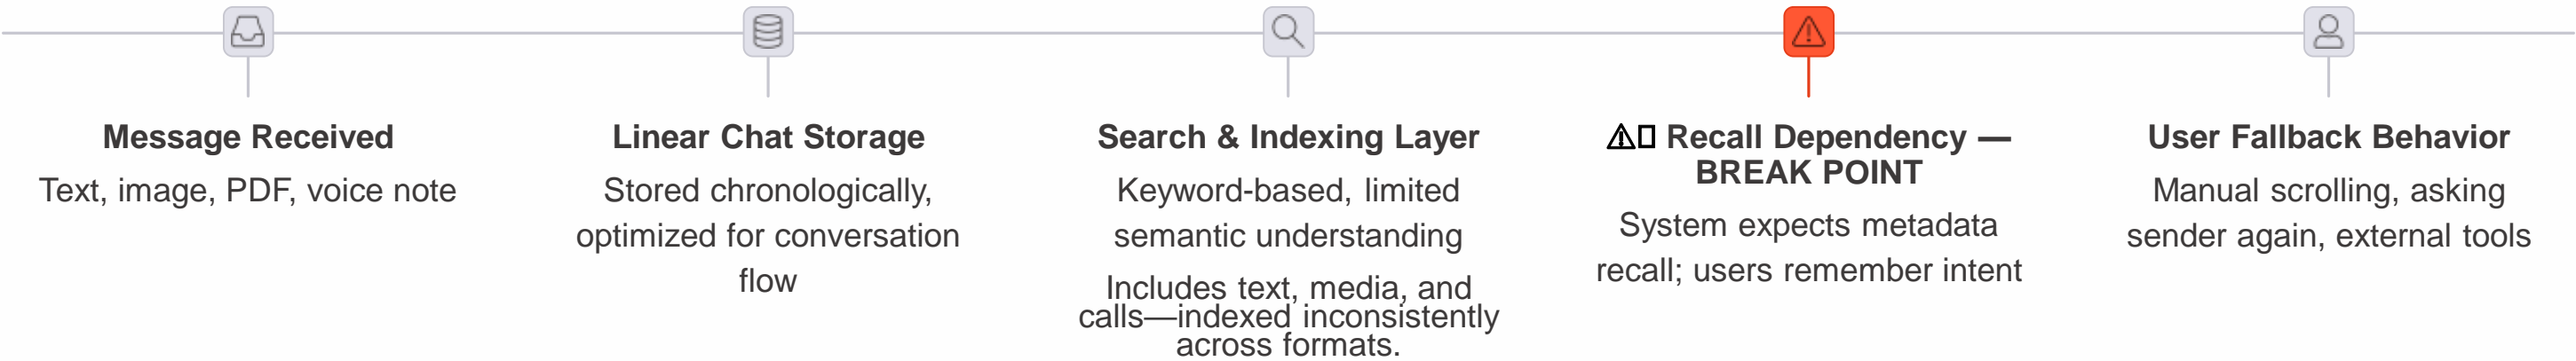 Message Received
Text, image, PDF, voice note
Linear Chat Storage
Stored chronologically,
optimized for conversation
flow
Search & Indexing Layer
Keyword-based, limited
semantic understanding
Includes text, media, and
calls—indexed inconsistently
across formats.
⚠▯ Recall Dependency —
BREAK POINT
System expects metadata
recall; users remember intent
User Fallback Behavior
Manual scrolling, asking
sender again, external tools